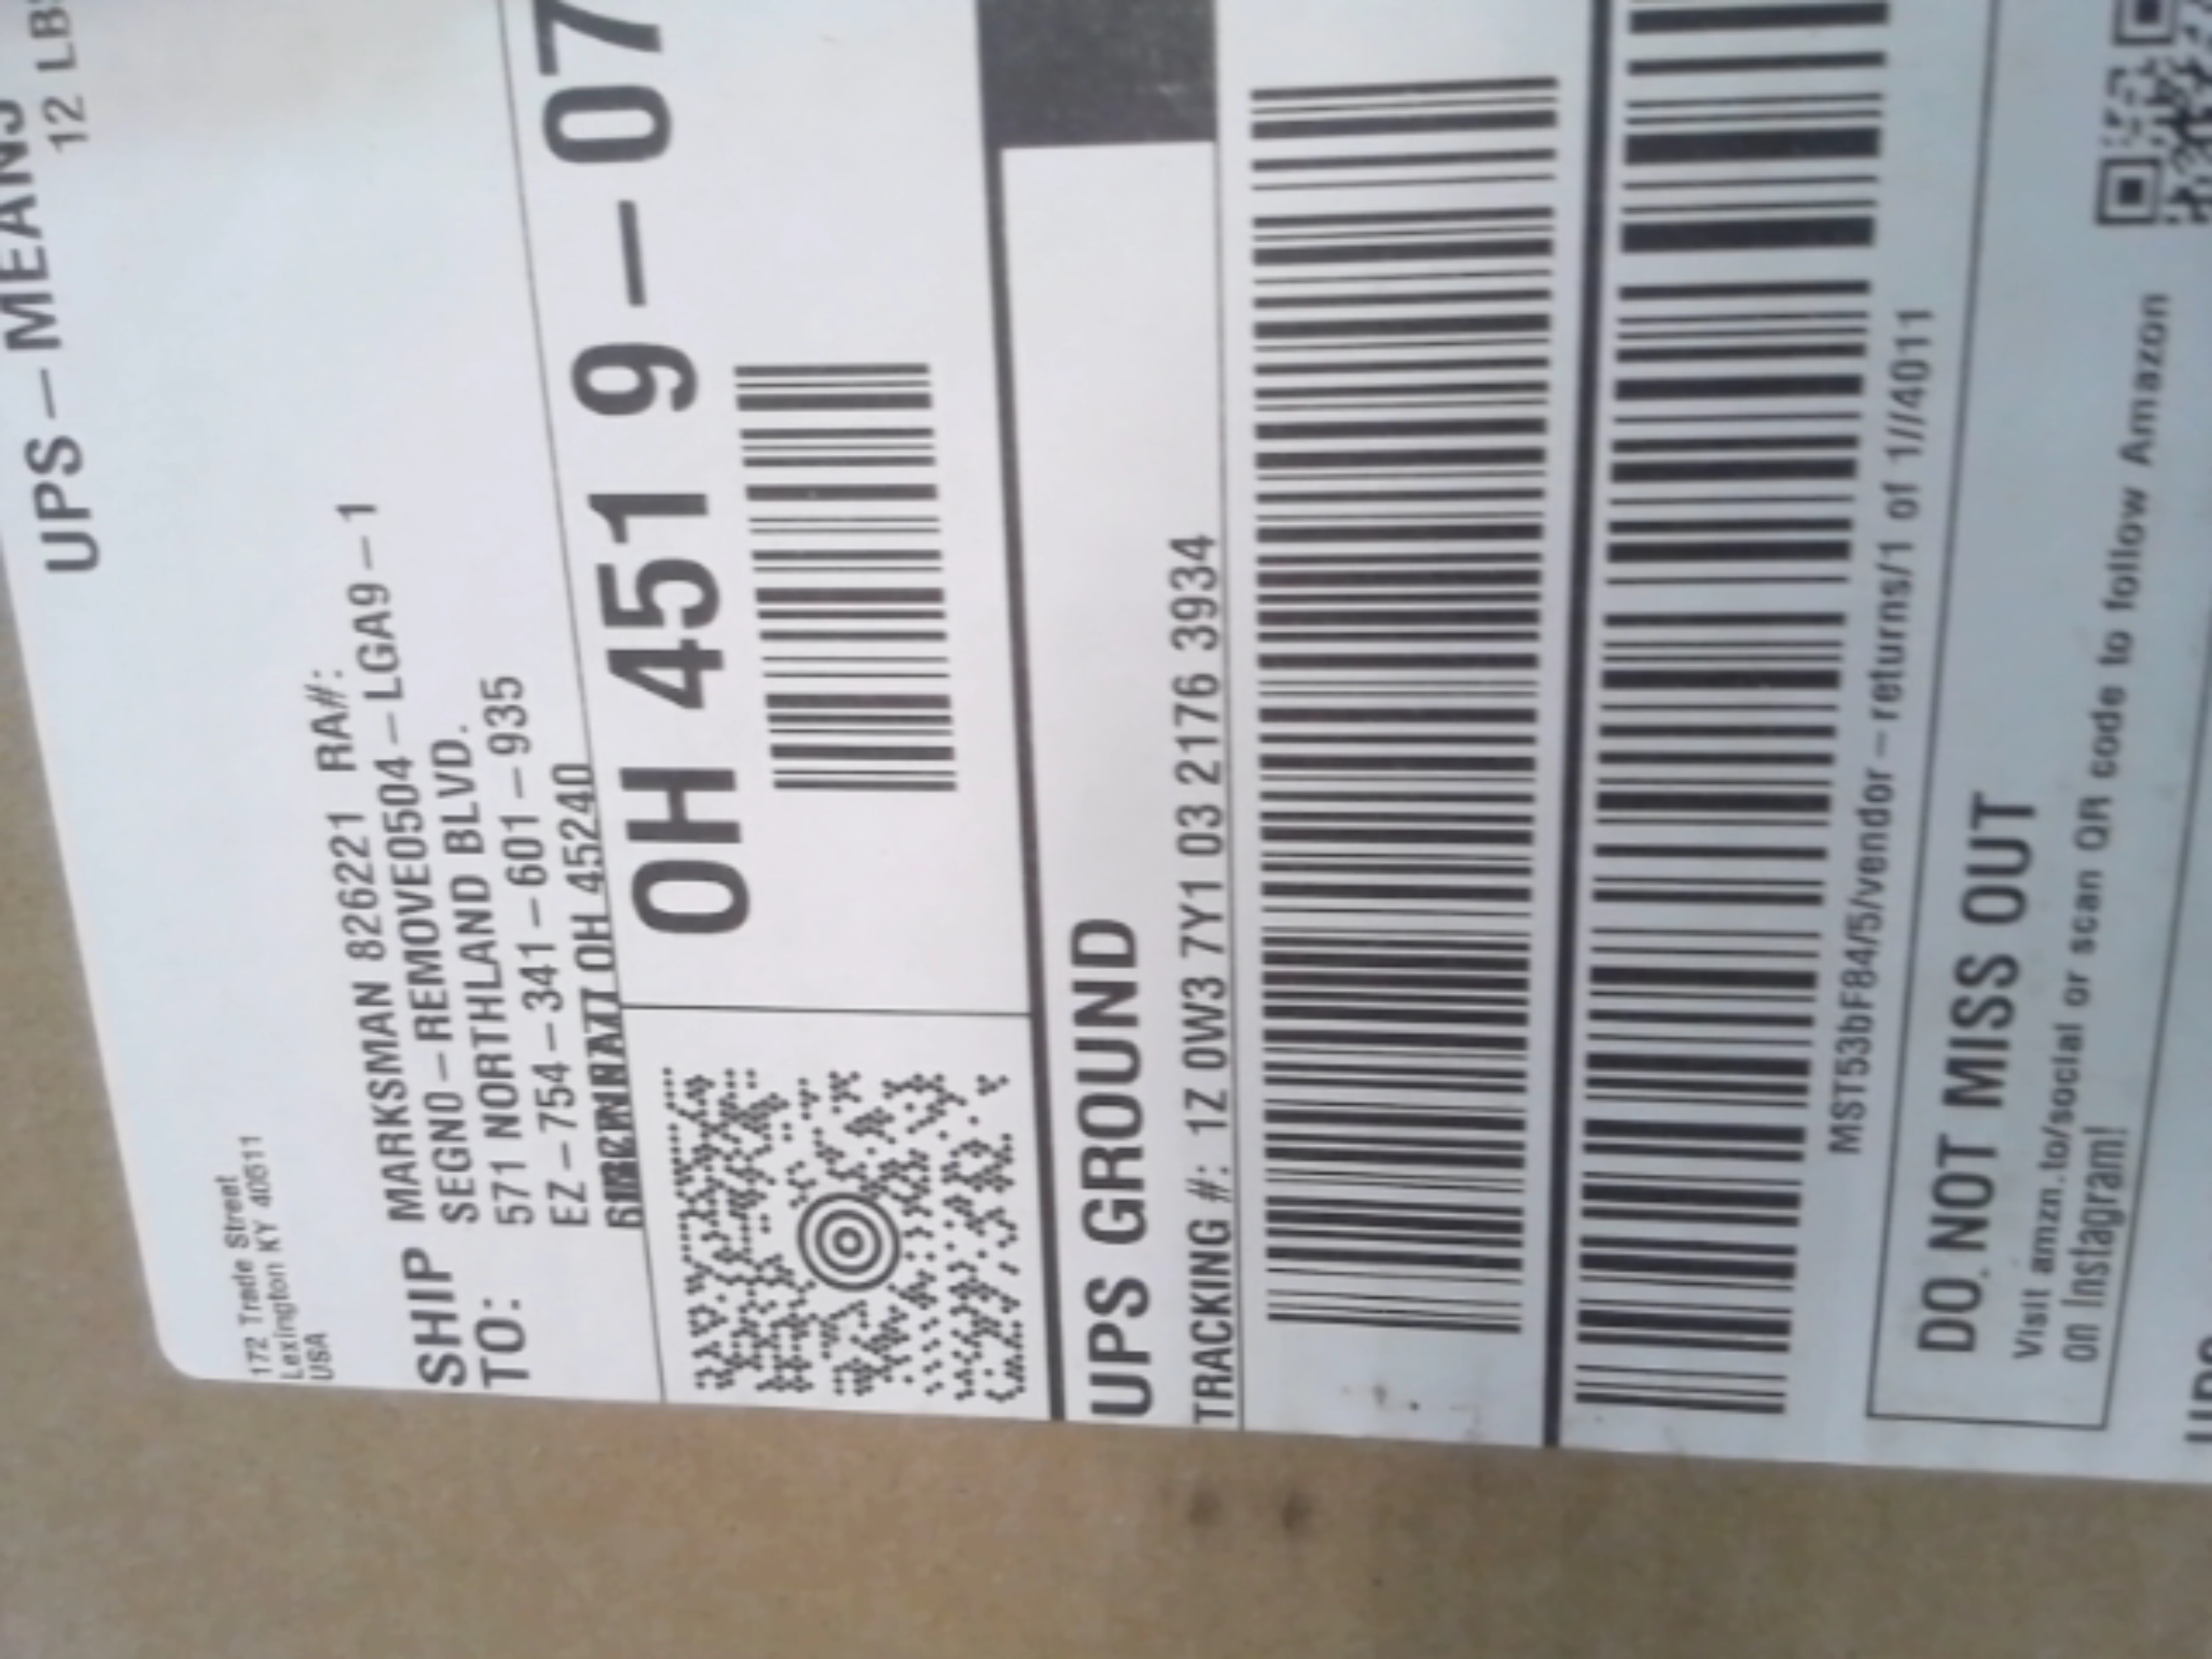 UPS - MEANS
12 LB
172 Trade Street
Lexington KY 40511
USA
SHIP
TO:
MARKSMAN 826221 RA#:
SEGNO-REMOVE0504-LGA9-1
571 NORTHLAND BLVD.
EZ-754-341-601-935
OH 45240
OH 451 9-07
UPS GROUND
TRACKING #: 1Z 0W3 7Y1 03 2176 3934
MST53bF84/5/vendor-returns/1 of 1//4011
DO NOT MISS OUT
Visit amzn.to/social or scan QR code to follow Amazon
on Instagram!